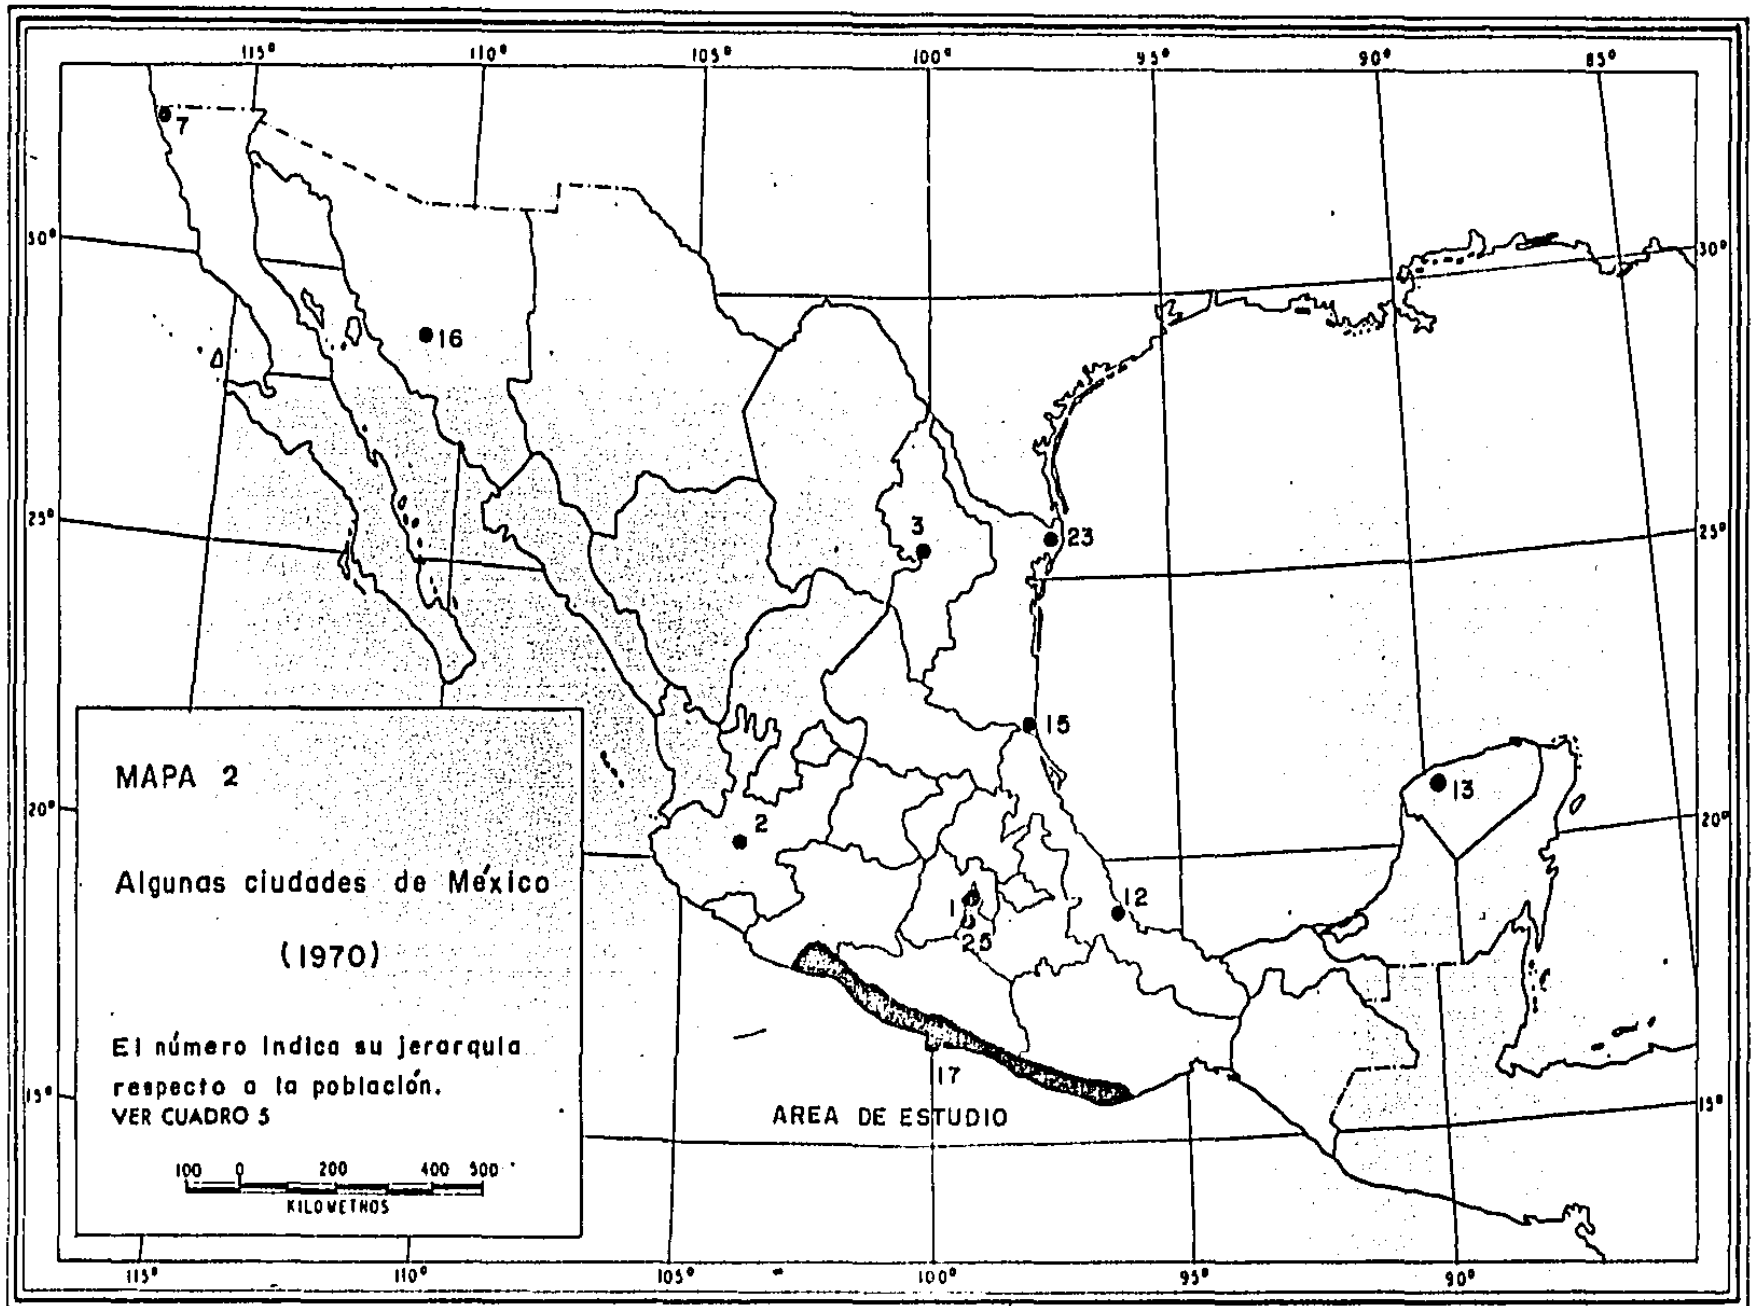 115° 110° 105° 100° 95° 90° 85°
7
30° 30°
16
25° 25°
3
23
15
13
20° 20°
2
12
1
25
17
15° 15°
AREA DE ESTUDIO
MAPA 2
Algunas ciudades de México
(1970)
El número indica su jerarquía
respecto a la población.
VER CUADRO 5
100 0 200 400 500
KILOMETROS
115° 110° 105° 100° 95° 90°